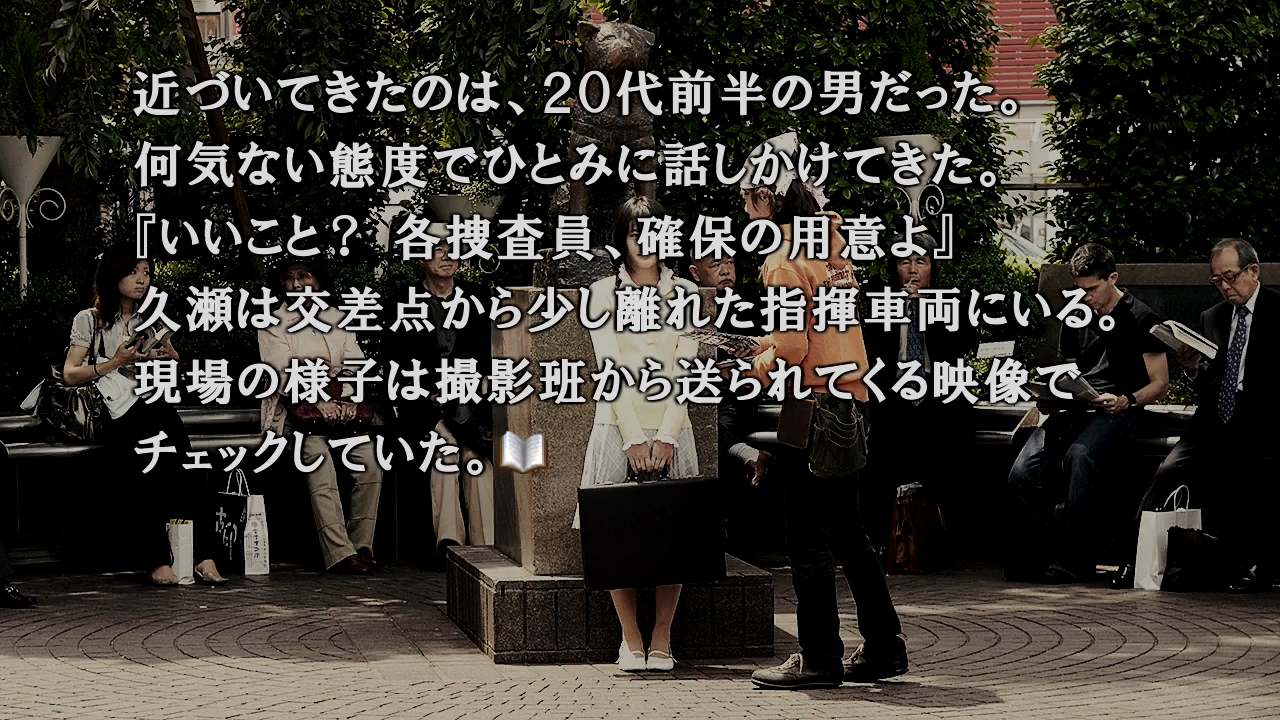 近づいてきたのは、20代前半の男だった。
何気ない態度でひとみに話しかけてきた。
『いいこと？　各捜査員、確保の用意よ』
久瀬は交差点から少し離れた指揮車両にいる。
現場の様子は撮影班から送られてくる映像で
チェックしていた。